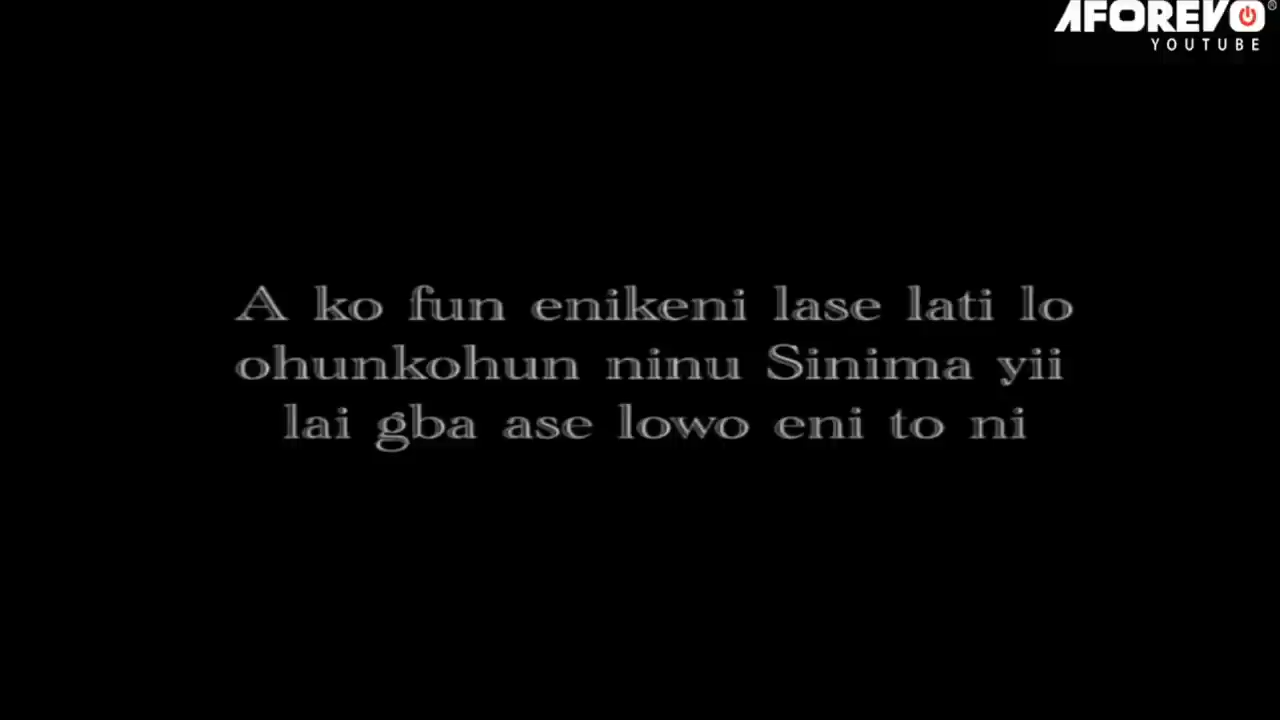 AFOREVO
YOUTUBE
A ko fun enikeni lase lati lo
ohunkohun ninu Sinima yii
lai gba ase lowo eni to ni